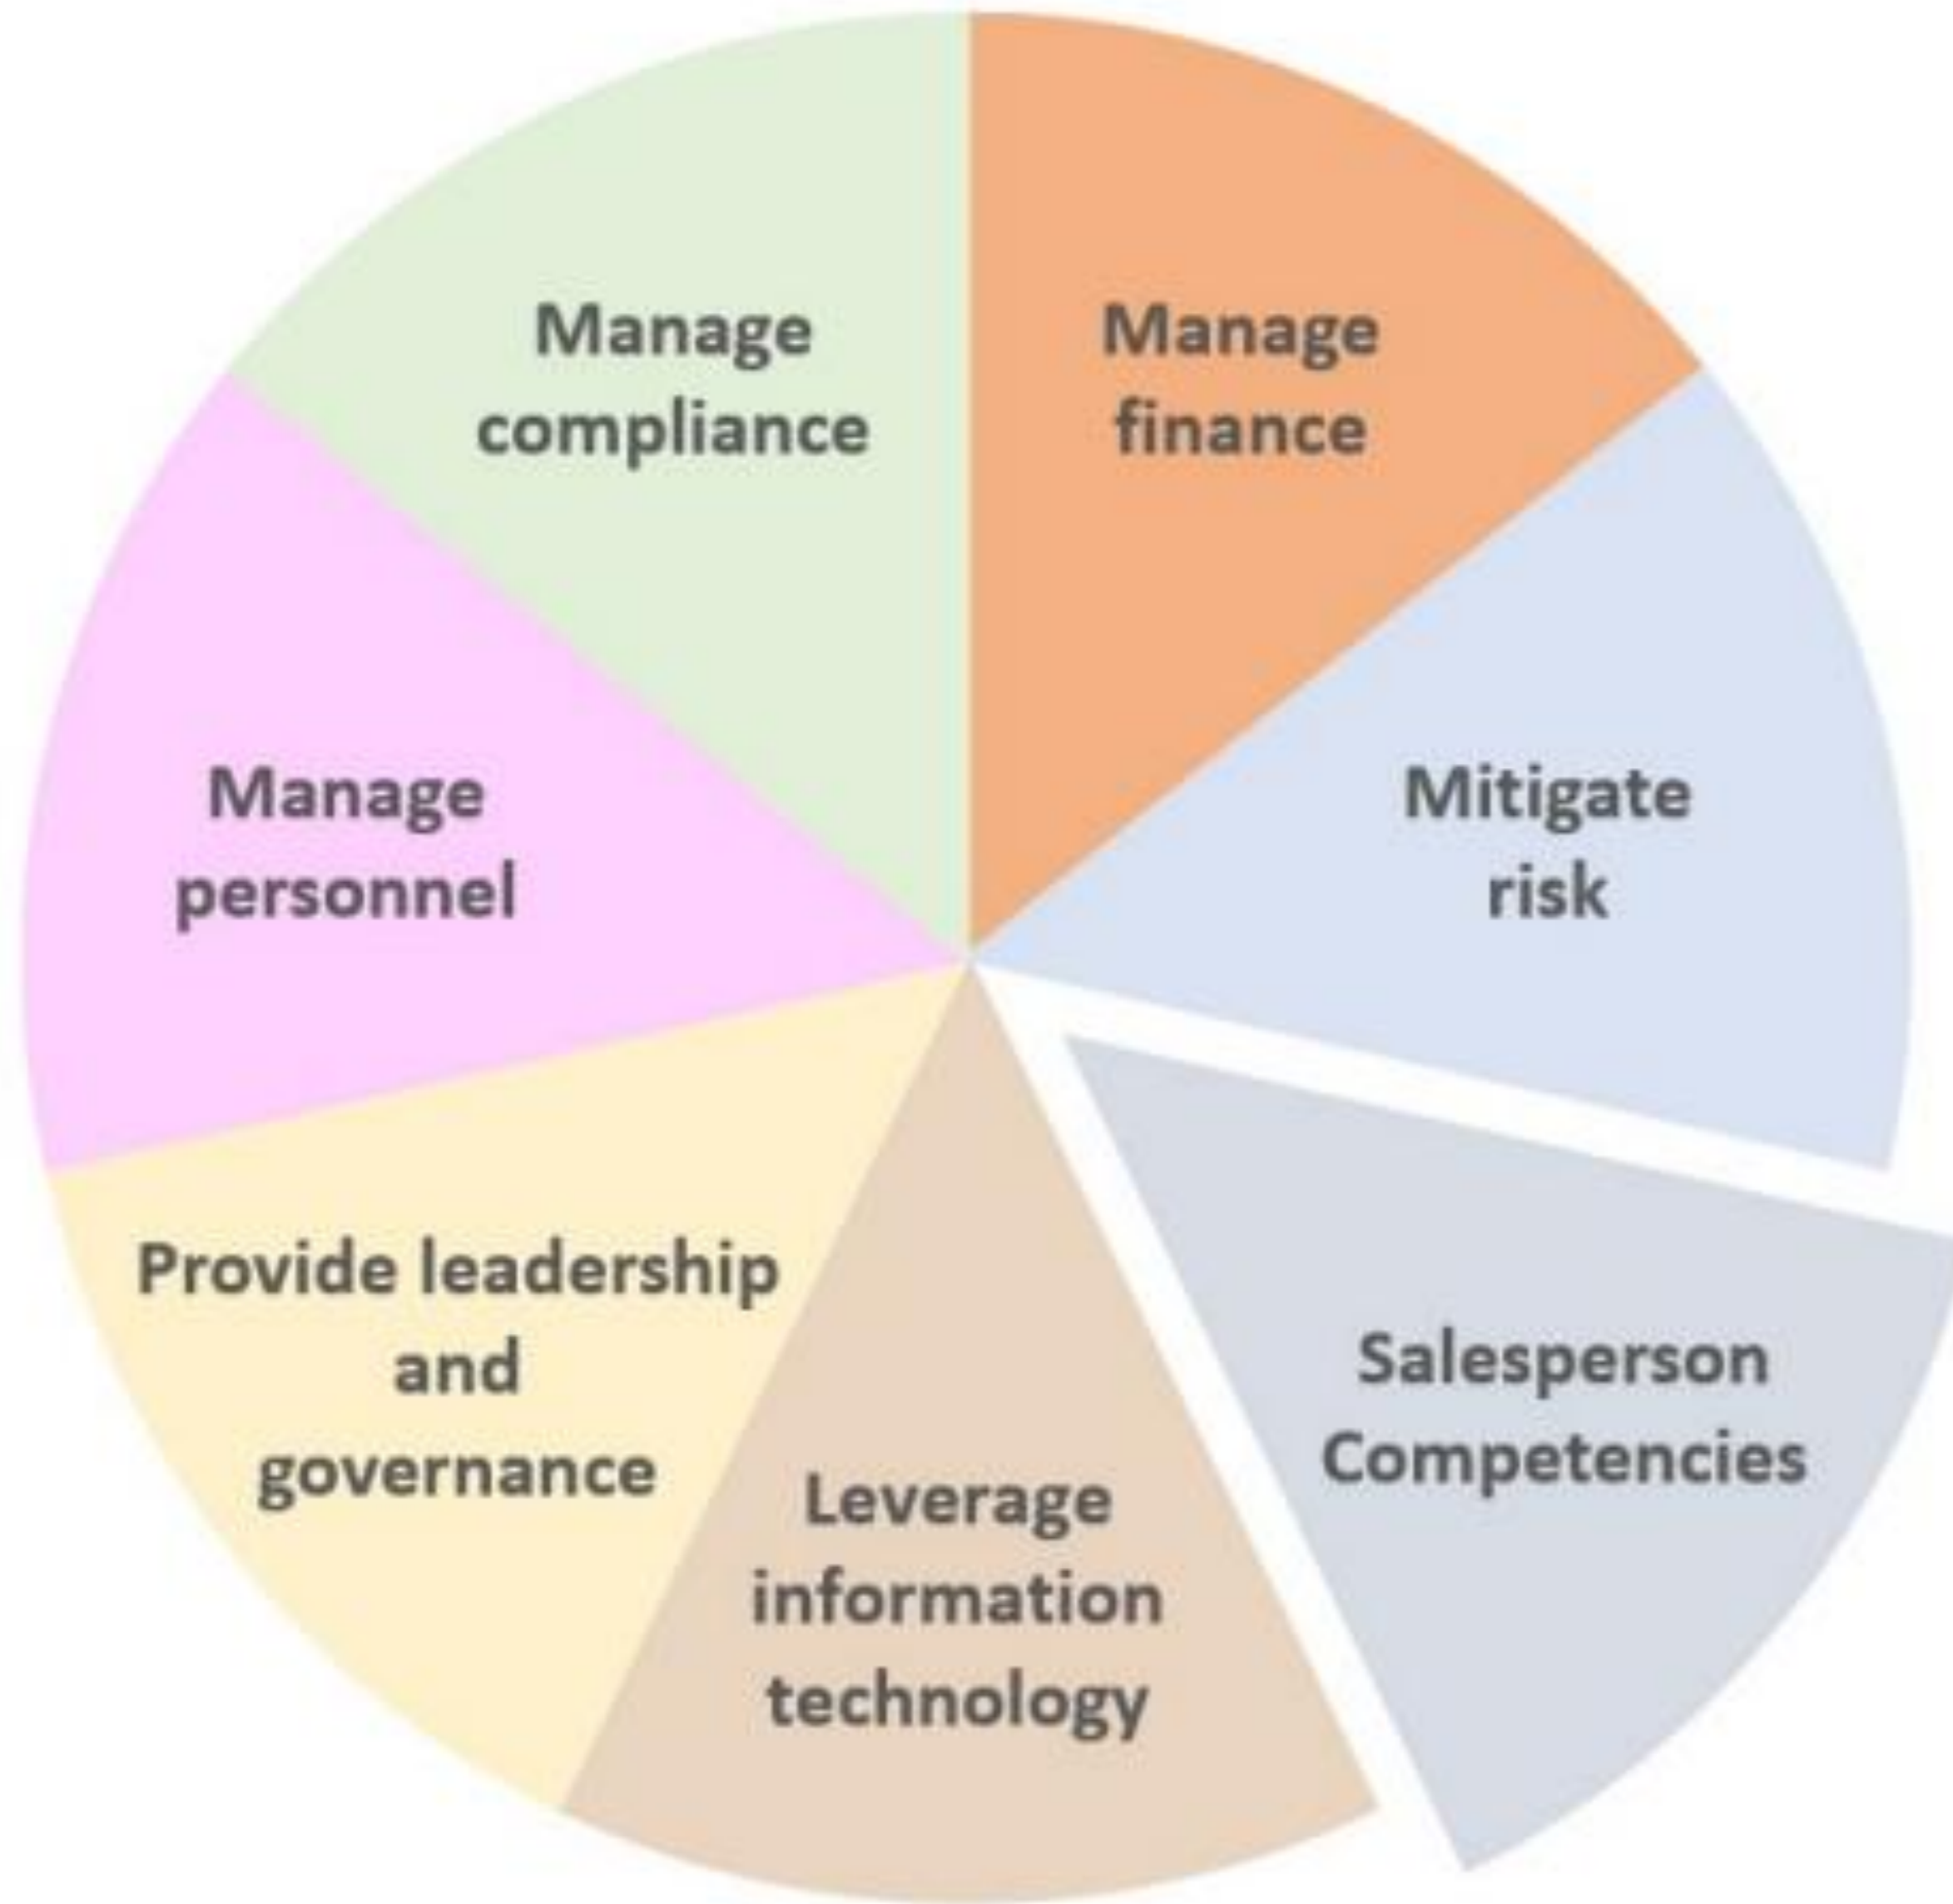 Manage
compliance
Manage
finance
Mitigate
risk
Salesperson
Competencies
Leverage
information
technology
Provide leadership
and
governance
Manage
personnel